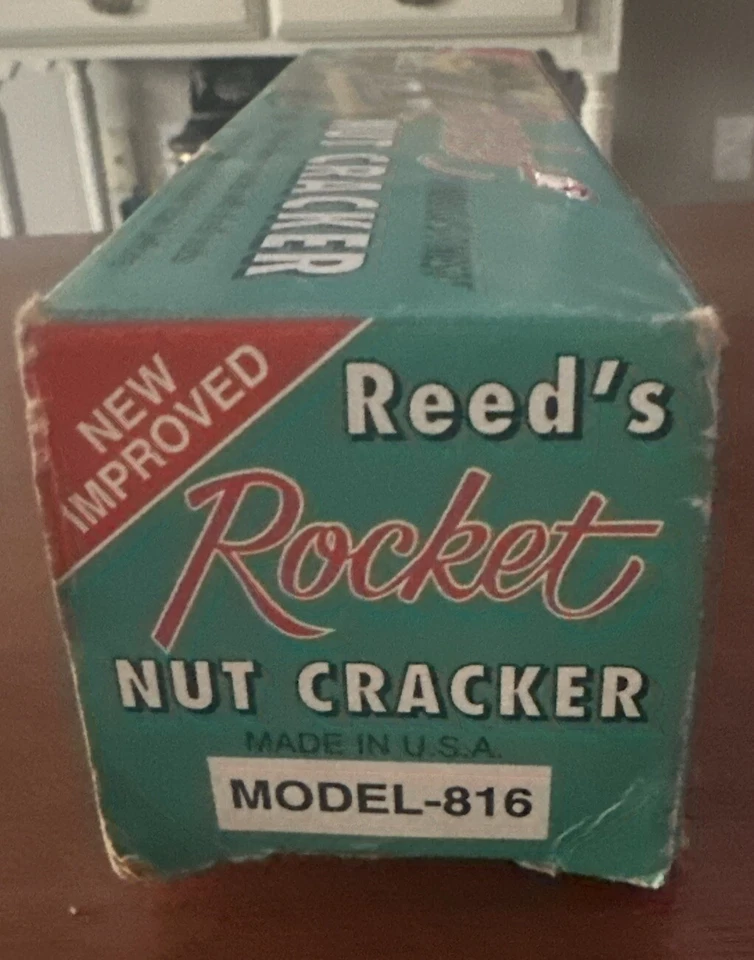 NUT CRACKER
NEW
IMPROVED
Reed's
Rocket
NUT CRACKER
MADE IN U.S.A.
MODEL-816